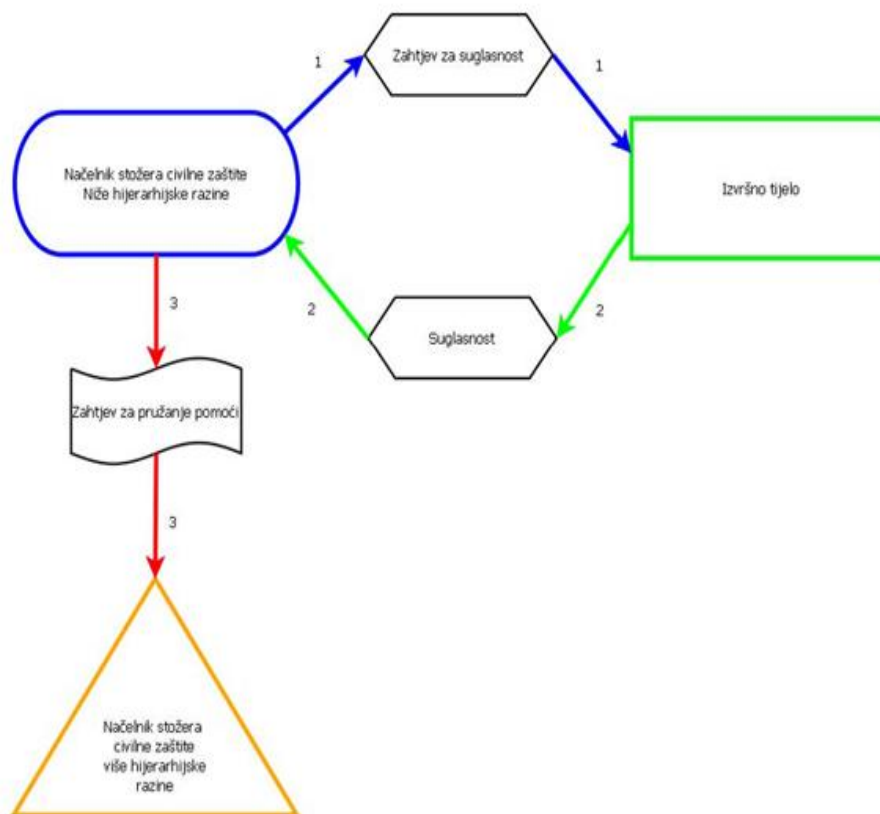 Zahtjev za suglasnost
1
1
Načelnik stožera civilne zaštite
Niže hijerarhijske razine
Izvršno tijelo
3
2
2
Suglasnost
Zahtjev za pružanje pomoći
3
Načelnik stožera
civilne zaštite
više hijerarhijske
razine